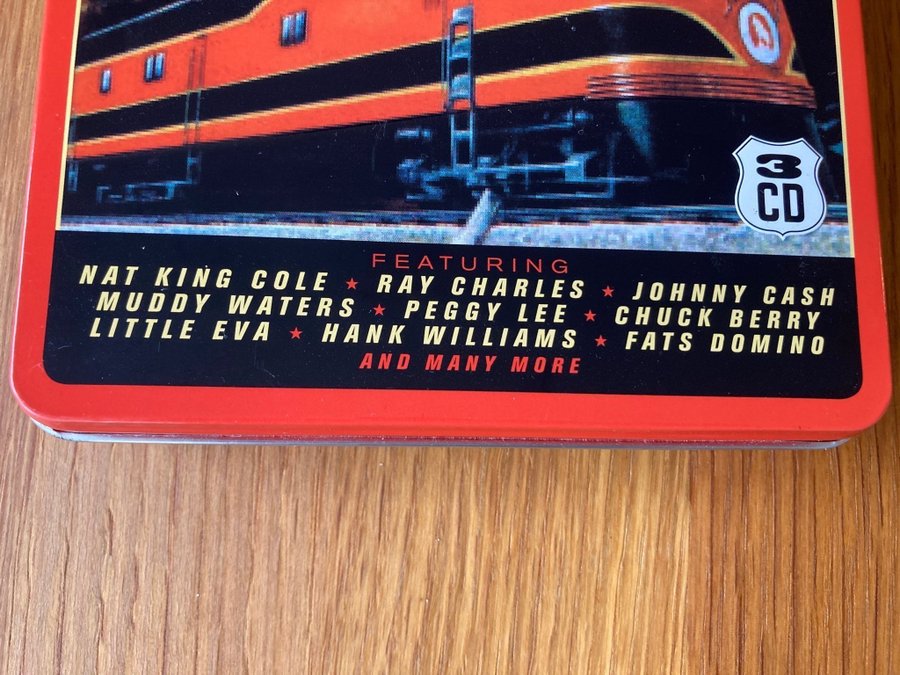 3
CD
FEATURING
NAT KING COLE ★ RAY CHARLES ★ JOHNNY CASH
MUDDY WATERS ★ PEGGY LEE ★ CHUCK BERRY
LITTLE EVA ★ HANK WILLIAMS ★ FATS DOMINO
AND MANY MORE